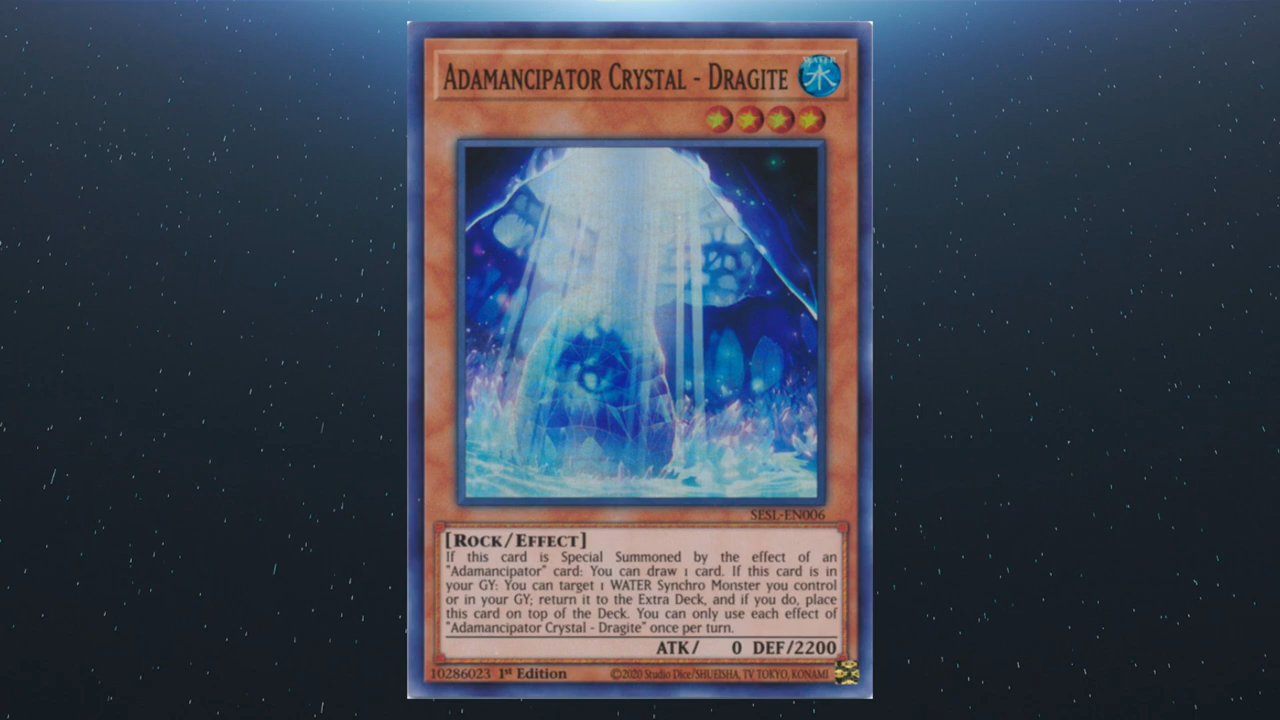 ADAMANCIPATOR CRYSTAL - DRAGITE
WATER
水
SESL-EN006
[ROCK/EFFECT]
If this card is Special Summoned by the effect of an
"Adamancipator" card: You can draw 1 card. If this card is in
your GY: You can target 1 WATER Synchro Monster you control
or in your GY; return it to the Extra Deck, and if you do, place
this card on top of the Deck. You can only use each effect of
"Adamancipator Crystal - Dragite" once per turn.
ATK/ 0 DEF/2200
10286023 1st Edition ©2020 Studio Dice/SHUEISHA, TV TOKYO, KONAMI